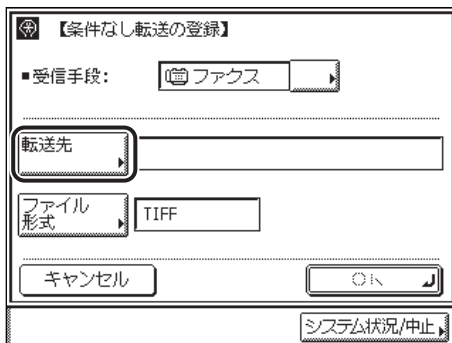 【条件なし転送の登録】
■受信手段: ファクス
転送先
ファイル
形式 TIFF
キャンセル OK
システム状況/中止